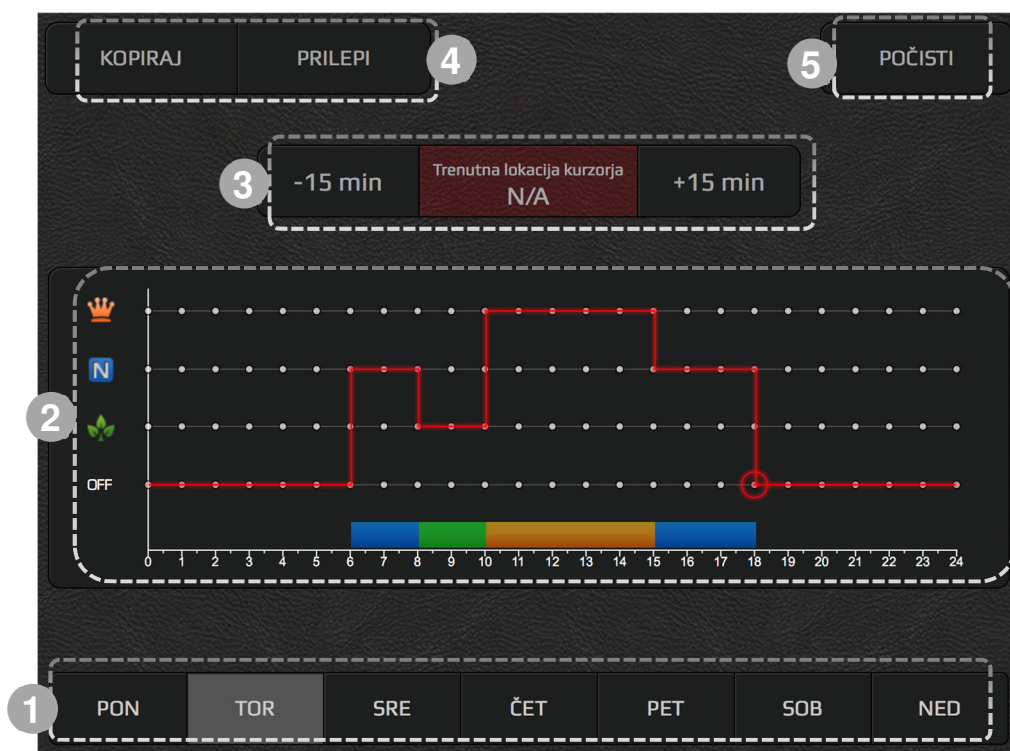 KOPIRAJ PRILEPI 4 5 POČISTI
3 -15 min Trenutna lokacija kurzorja +15 min
N/A
N
2
OFF
0 1 2 3 4 5 6 7 8 9 10 11 12 13 14 15 16 17 18 19 20 21 22 23 24
1 PON TOR SRE ČET PET SOB NED